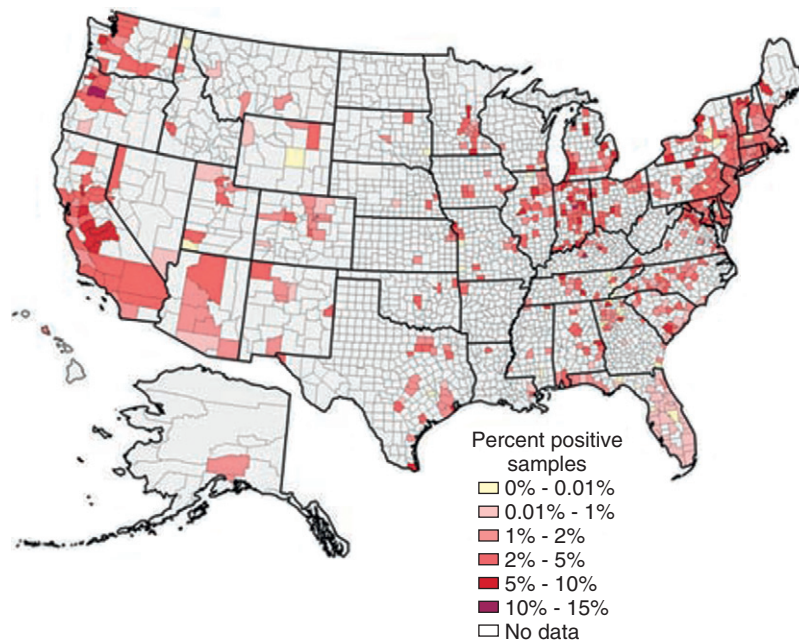 Percent positive
samples
0% - 0.01%
0.01% - 1%
1% - 2%
2% - 5%
5% - 10%
10% - 15%
No data